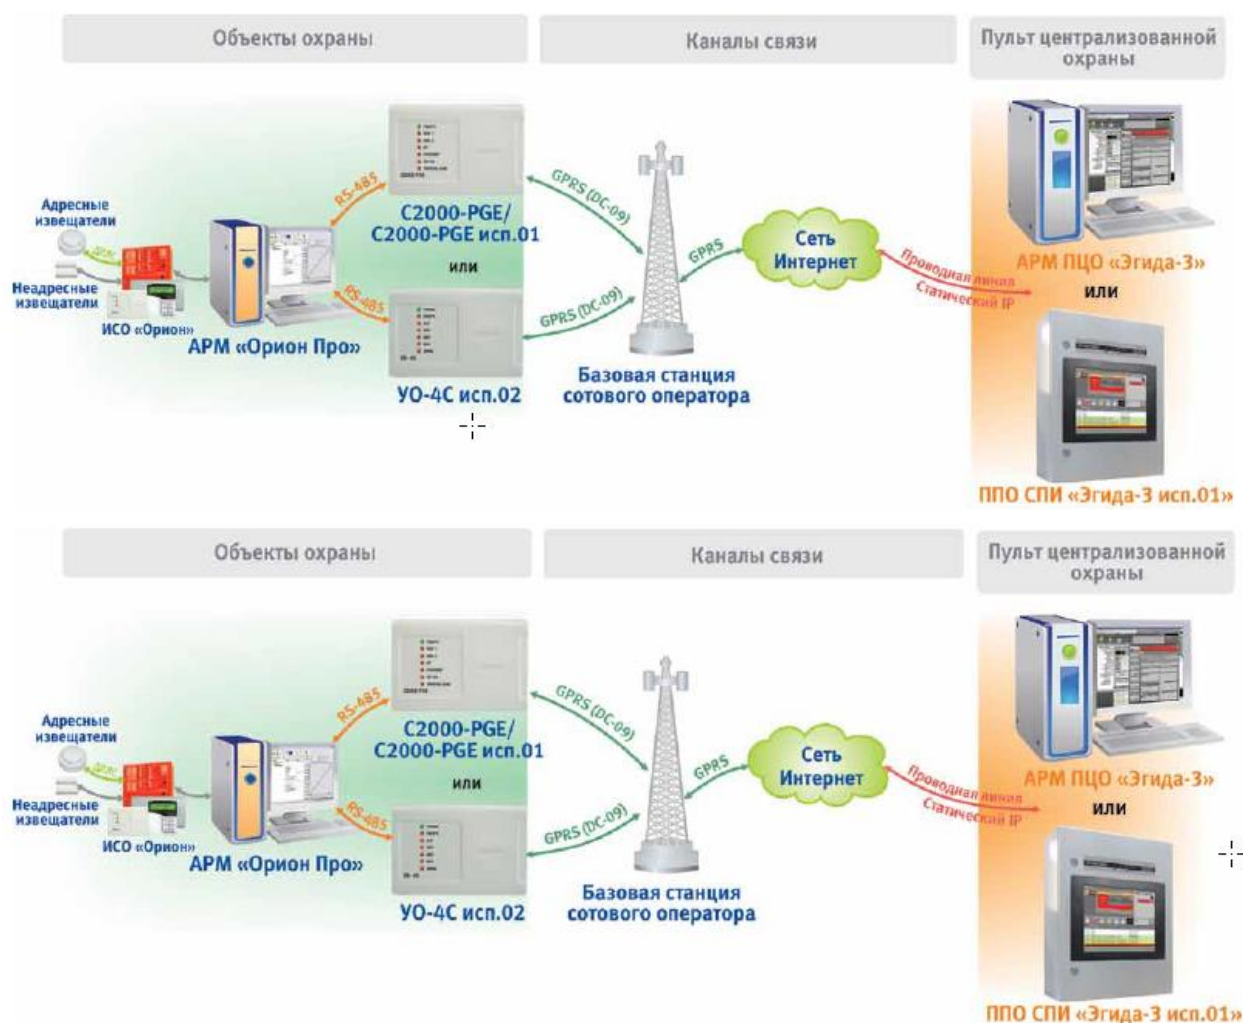 Объекты охраны
Каналы связи
Пульт централизованной
охраны
Адресные
извещатели
ДПЛС
Неадресные
извещатели
ИСО «Орион»
АРМ «Орион Про»
RS-485
RS-485
С2000-PGE/
С2000-PGE исп.01
или
УО-4С исп.02
GPRS (DC-09)
GPRS (DC-09)
Базовая станция
сотового оператора
GPRS
Сеть
Интернет
Проводная линия
Статический IP
АРМ ПЦО «Эгида-3»
или
ППО СПИ «Эгида-3 исп.01»
Объекты охраны
Каналы связи
Пульт централизованной
охраны
Адресные
извещатели
ДПЛС
Неадресные
извещатели
ИСО «Орион»
АРМ «Орион Про»
RS-485
RS-485
С2000-PGE/
С2000-PGE исп.01
или
УО-4С исп.02
GPRS (DC-09)
GPRS (DC-09)
Базовая станция
сотового оператора
GPRS
Сеть
Интернет
Проводная линия
Статический IP
АРМ ПЦО «Эгида-3»
или
ППО СПИ «Эгида-3 исп.01»